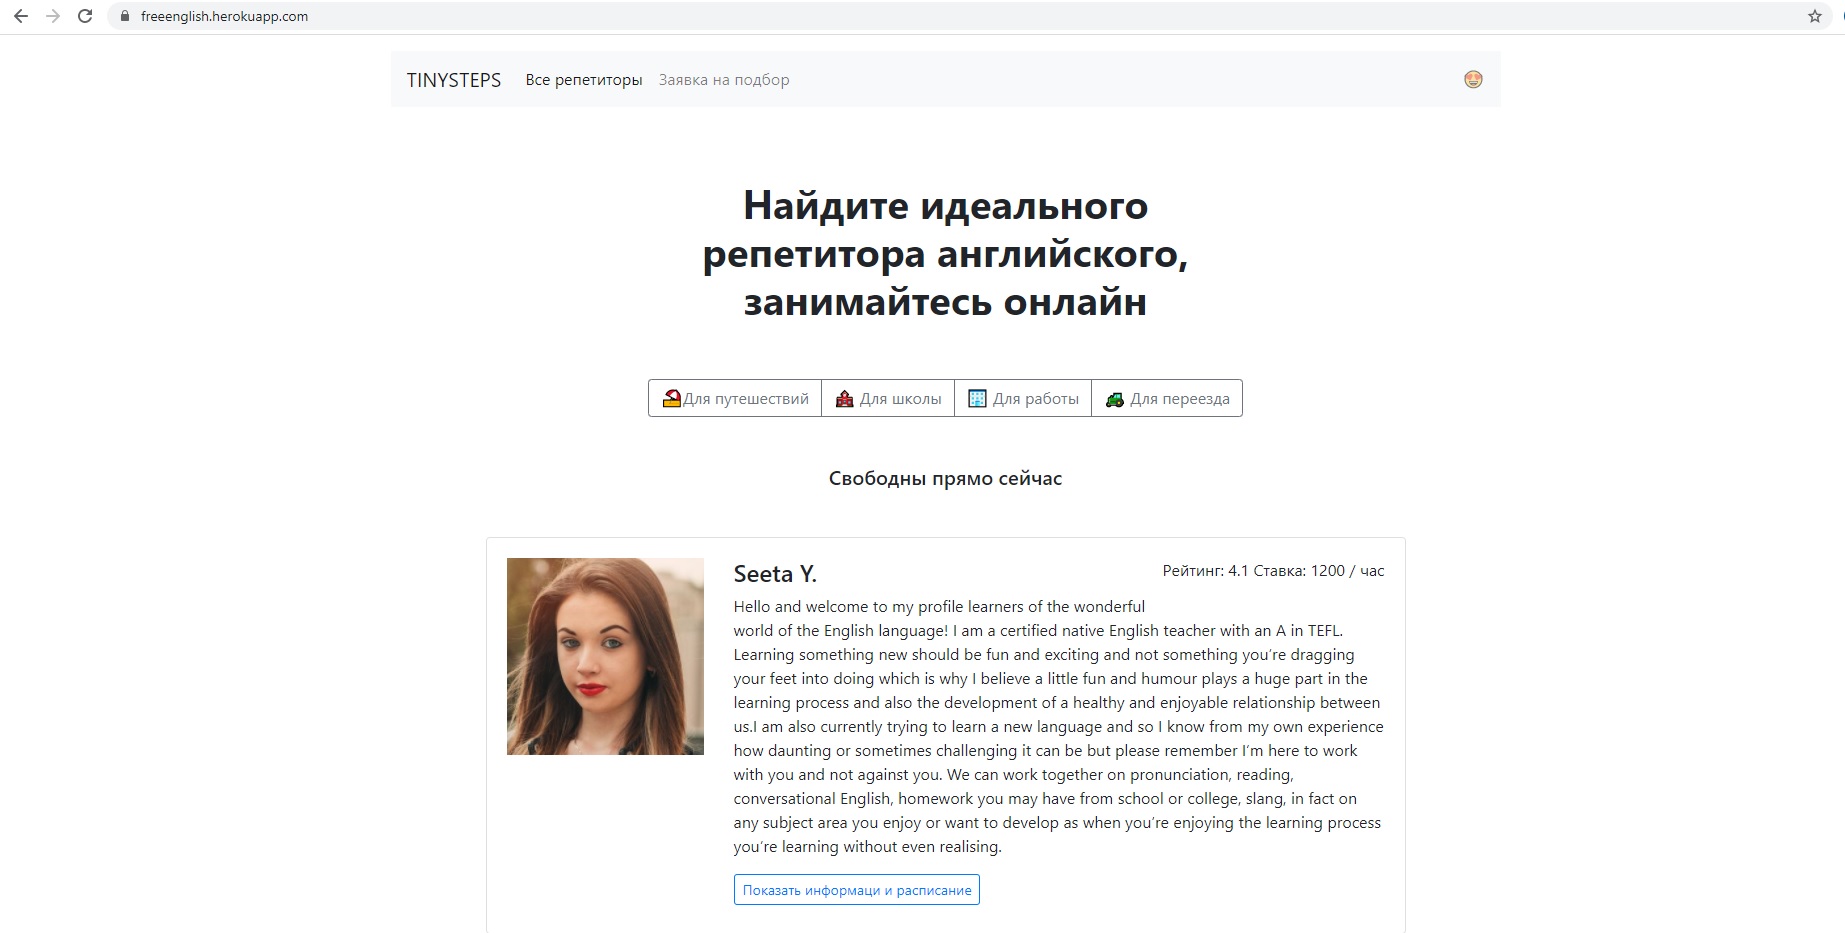 freeenglish.herokuapp.com
TINYSTEPS Все репетиторы Заявка на подбор
Найдите идеального
репетитора английского,
занимайтесь онлайн
Для путешествий Для школы Для работы Для переезда
Свободны прямо сейчас
Seeta Y. Рейтинг: 4.1 Ставка: 1200 / час
Hello and welcome to my profile learners of the wonderful
world of the English language! I am a certified native English teacher with an A in TEFL.
Learning something new should be fun and exciting and not something you’re dragging
your feet into doing which is why I believe a little fun and humour plays a huge part in the
learning process and also the development of a healthy and enjoyable relationship between
us.I am also currently trying to learn a new language and so I know from my own experience
how daunting or sometimes challenging it can be but please remember I’m here to work
with you and not against you. We can work together on pronunciation, reading,
conversational English, homework you may have from school or college, slang, in fact on
any subject area you enjoy or want to develop as when you’re enjoying the learning process
you’re learning without even realising.
Показать информаци и расписание